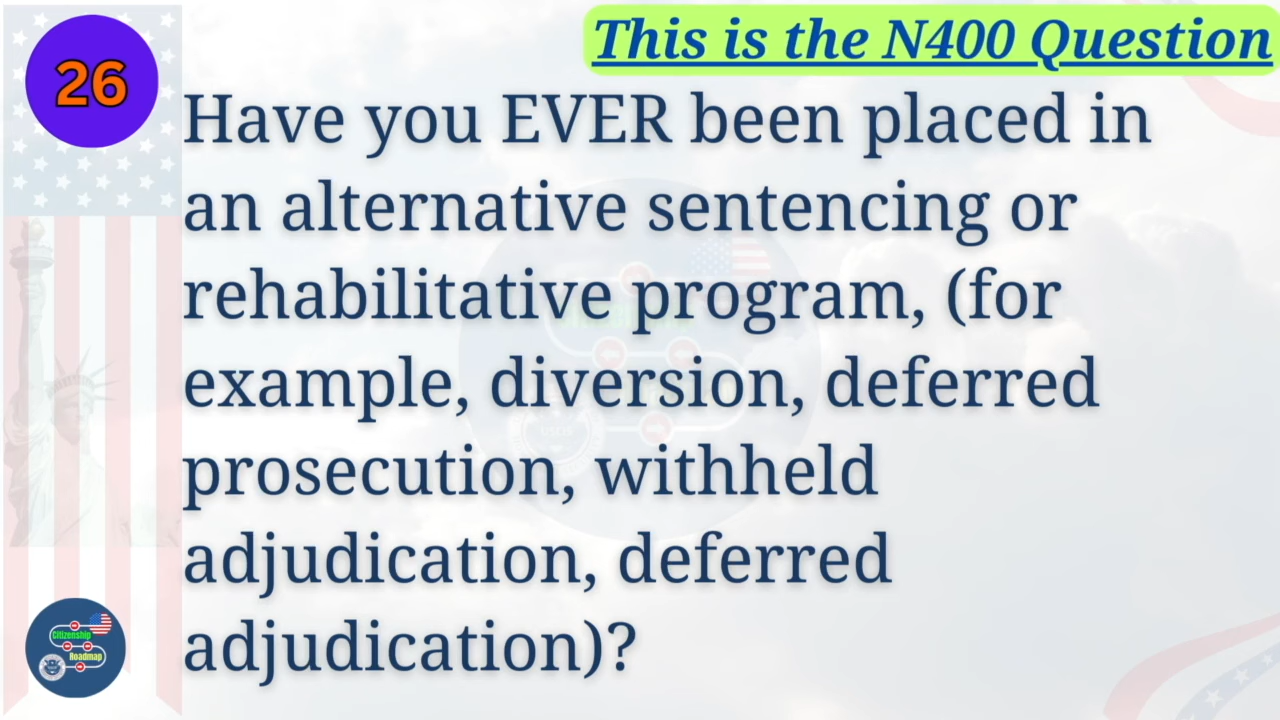 26
This is the N400 Question
Have you EVER been placed in
an alternative sentencing or
rehabilitative program, (for
example, diversion, deferred
prosecution, withheld
adjudication, deferred
adjudication)?
Citizenship
Roadmap